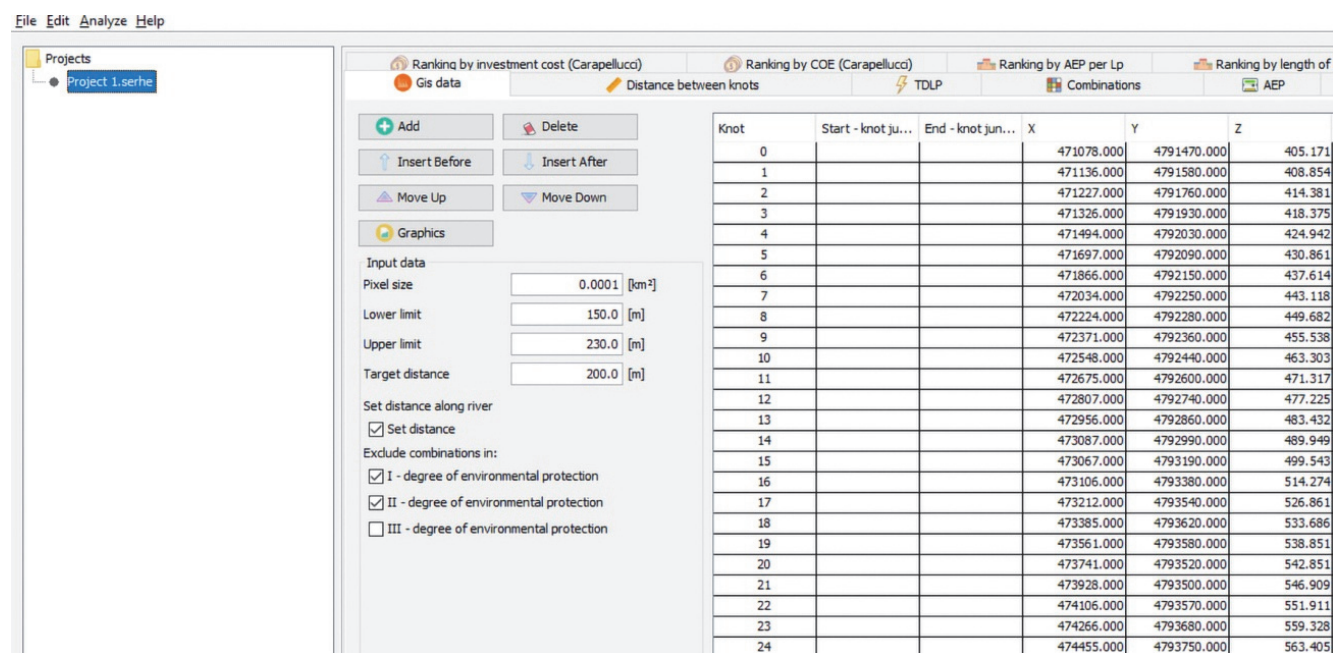 File Edit Analyze Help
Projects
Project 1.serhe
Ranking by investment cost (Carapellucci) Ranking by COE (Carapellucci) Ranking by AEP per Lp Ranking by length of
Gis data Distance between knots TDLP Combinations AEP
Add Delete
Insert Before Insert After
Move Up Move Down
Graphics
Input data
Pixel size 0.0001 [km²]
Lower limit 150.0 [m]
Upper limit 230.0 [m]
Target distance 200.0 [m]
Set distance along river
Set distance
Exclude combinations in:
I - degree of environmental protection
II - degree of environmental protection
III - degree of environmental protection
Knot Start - knot ju... End - knot jun... X Y Z
0 471078.000 4791470.000 405.171
1 471136.000 4791580.000 408.854
2 471227.000 4791760.000 414.381
3 471326.000 4791930.000 418.375
4 471494.000 4792030.000 424.942
5 471697.000 4792090.000 430.861
6 471866.000 4792150.000 437.614
7 472034.000 4792250.000 443.118
8 472224.000 4792280.000 449.682
9 472371.000 4792360.000 455.538
10 472548.000 4792440.000 463.303
11 472675.000 4792600.000 471.317
12 472807.000 4792740.000 477.225
13 472956.000 4792860.000 483.432
14 473087.000 4792990.000 489.949
15 473067.000 4793190.000 499.543
16 473106.000 4793380.000 514.274
17 473212.000 4793540.000 526.861
18 473385.000 4793620.000 533.686
19 473561.000 4793580.000 538.851
20 473741.000 4793520.000 542.851
21 473928.000 4793500.000 546.909
22 474106.000 4793570.000 551.911
23 474266.000 4793680.000 559.328
24 474455.000 4793750.000 563.405